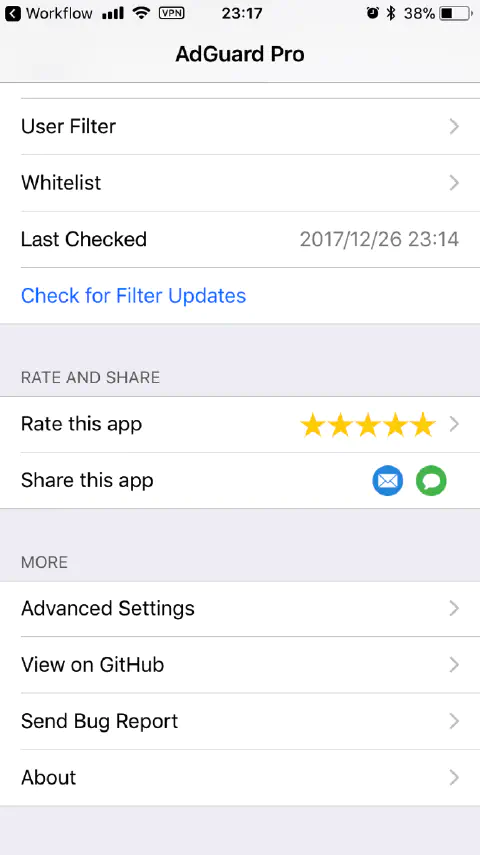 Workflow VPN 23:17 38%
AdGuard Pro
User Filter
Whitelist
Last Checked 2017/12/26 23:14
Check for Filter Updates
RATE AND SHARE
Rate this app
Share this app
MORE
Advanced Settings
View on GitHub
Send Bug Report
About